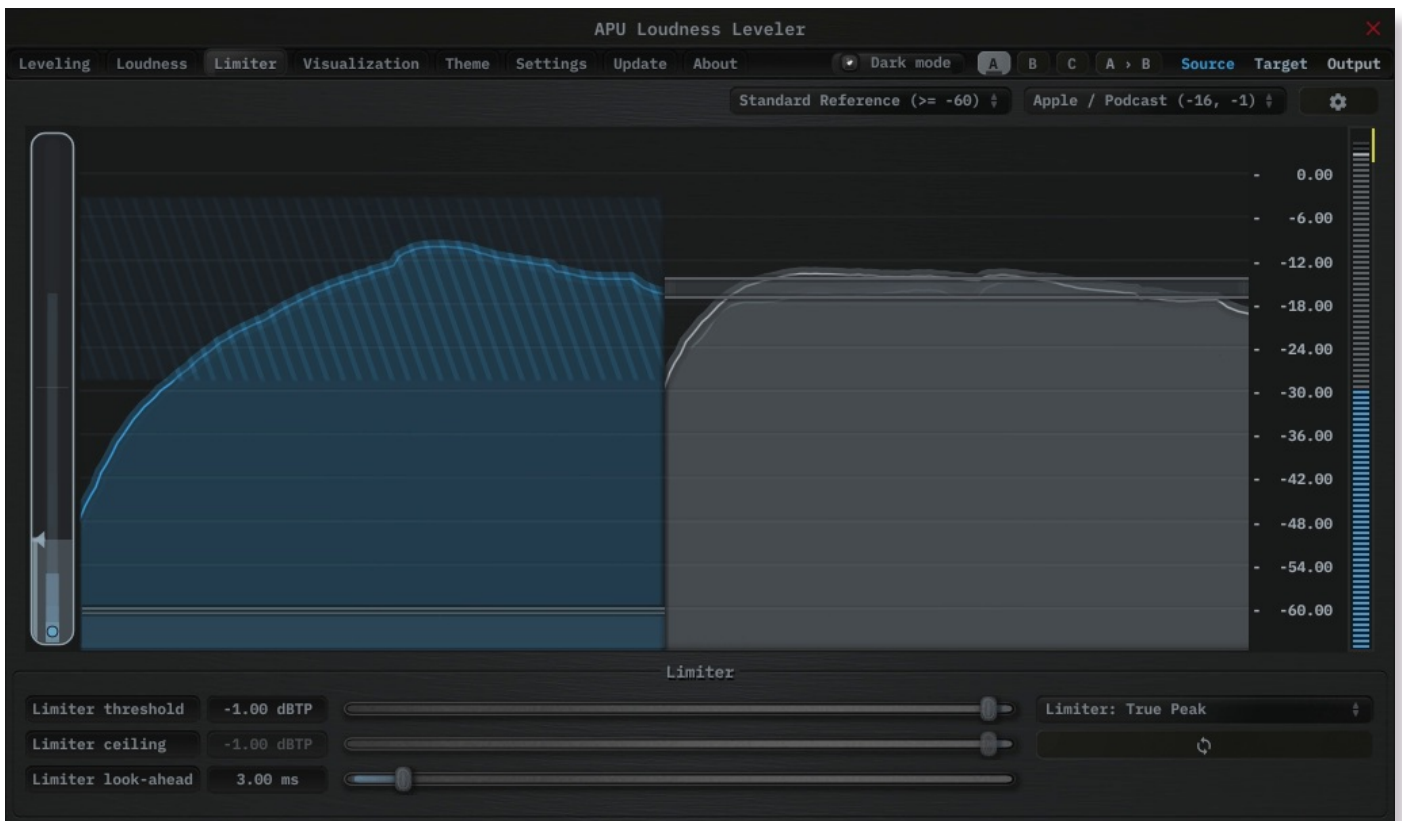 APU Loudness Leveler
Leveling Loudness Limiter Visualization Theme Settings Update About Dark mode A B C A › B Source Target Output
Standard Reference (>= -60) Apple / Podcast (-16, -1)
- 0.00
- -6.00
- -12.00
- -18.00
- -24.00
- -30.00
- -36.00
- -42.00
- -48.00
- -54.00
- -60.00
Limiter
Limiter threshold -1.00 dBTP Limiter: True Peak
Limiter ceiling -1.00 dBTP
Limiter look-ahead 3.00 ms